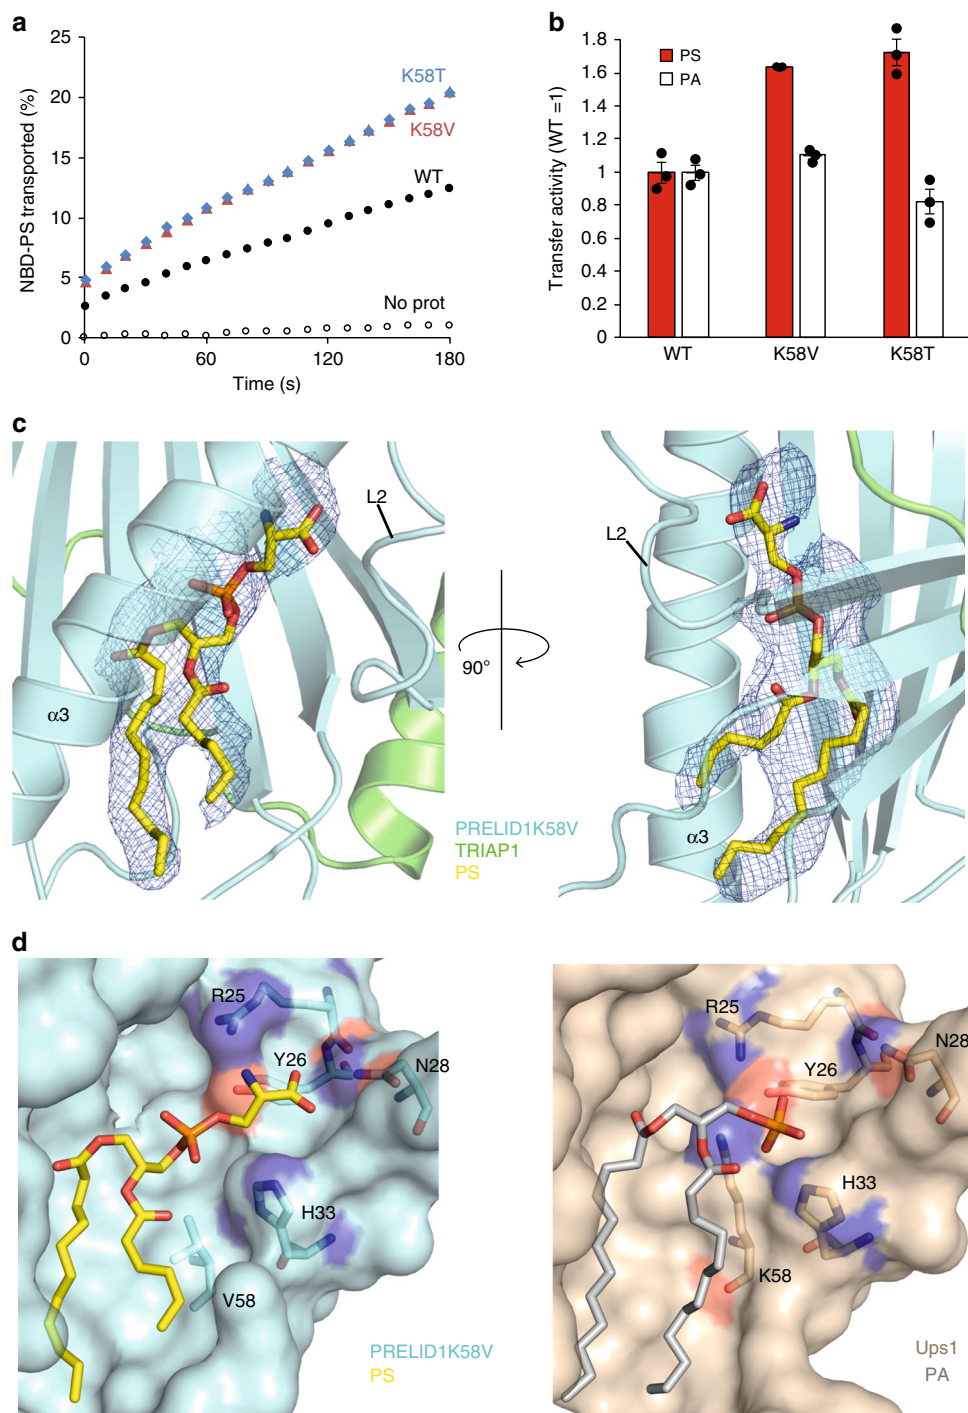 a
NBD-PS transported (%)
25
20
15
10
5
0
0
60
120
180
Time (s)
K58T
K58V
WT
No prot
b
Transfer activity (WT =1)
1.8
1.6
1.4
1.2
1
0.8
0.6
0.4
1.2
0
PS
PA
WT
K58V
K58T
c
L2
α3
90°
L2
α3
PRELID1K58V
TRIAP1
PS
d
R25
Y26
N28
H33
V58
PRELID1K58V
PS
R25
Y26
N28
H33
K58
Ups1
PA